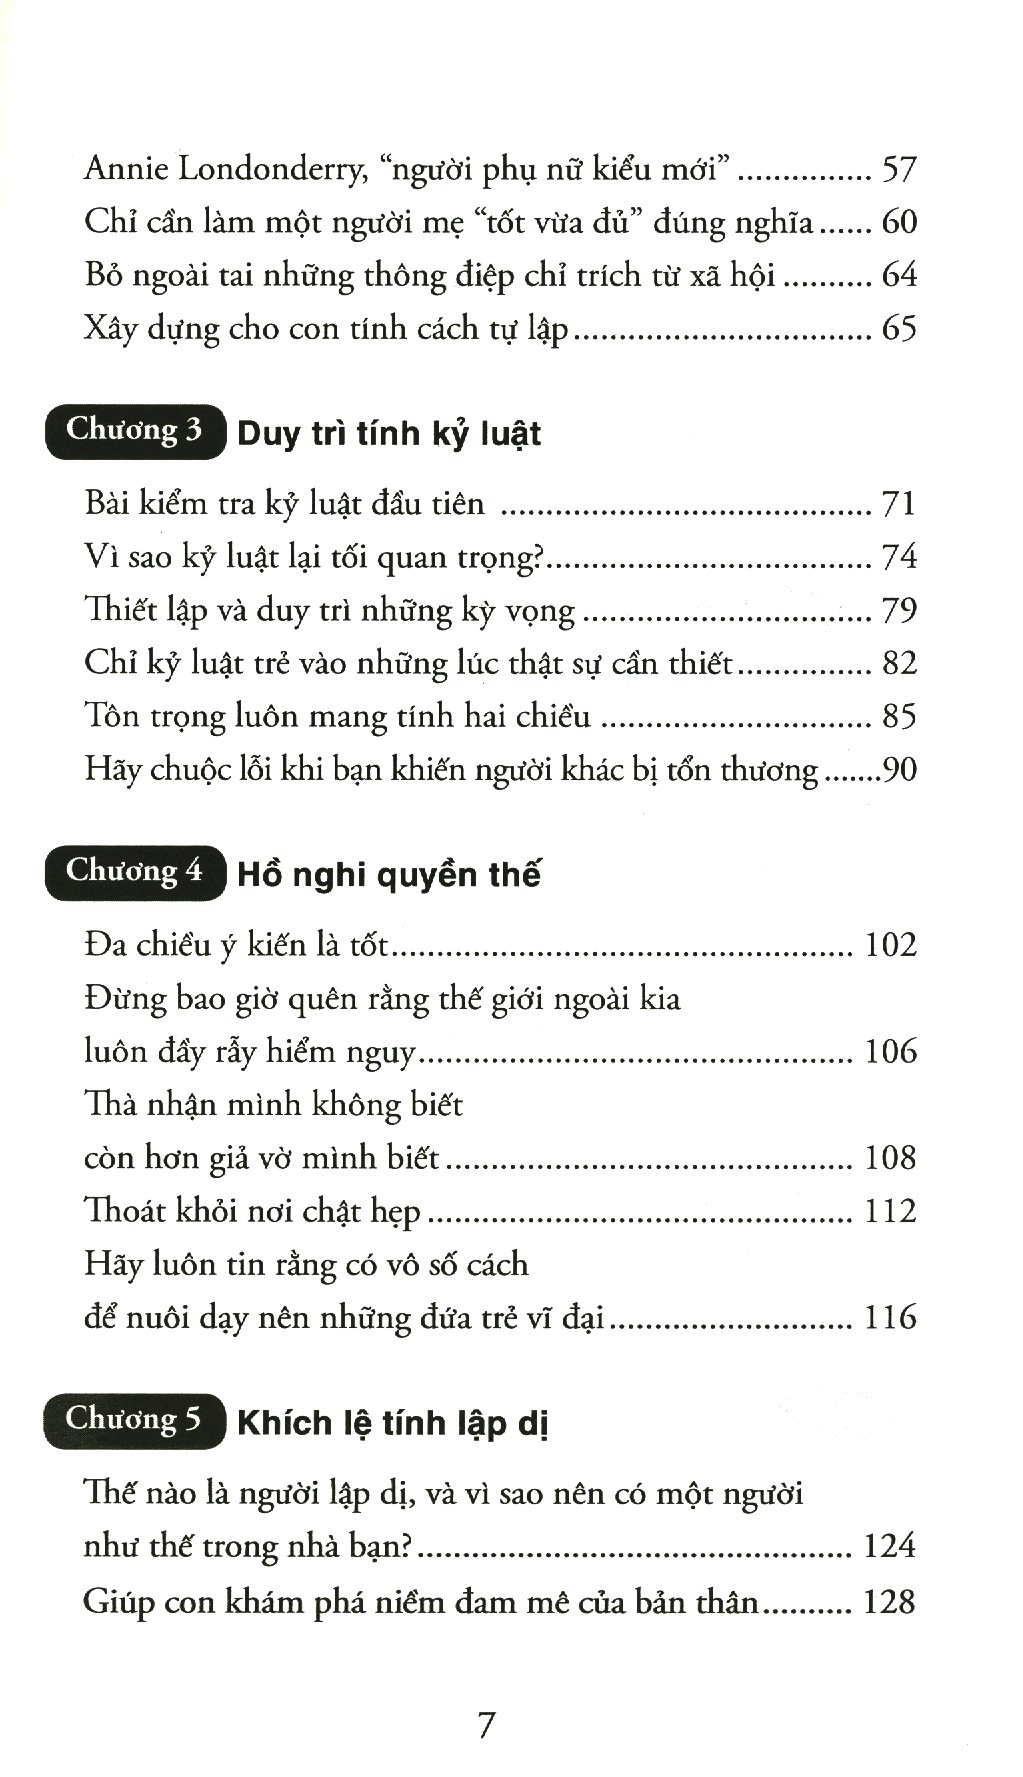 Annie Londonderry, “người phụ nữ kiểu mới” ............... 57
Chỉ cần làm một người mẹ “tốt vừa đủ” đúng nghĩa ...... 60
Bỏ ngoài tai những thông điệp chỉ trích từ xã hội .......... 64
Xây dựng cho con tính cách tự lập ................................. 65
Chương 3 Duy trì tính kỷ luật
Bài kiểm tra kỷ luật đầu tiên ......................................... 71
Vì sao kỷ luật lại tối quan trọng?.................................... 74
Thiết lập và duy trì những kỳ vọng ................................ 79
Chỉ kỷ luật trẻ vào những lúc thật sự cần thiết ............... 82
Tôn trọng luôn mang tính hai chiều .............................. 85
Hãy chuộc lỗi khi bạn khiến người khác bị tổn thương .......90
Chương 4 Hồ nghi quyền thế
Đa chiều ý kiến là tốt ................................................... 102
Đừng bao giờ quên rằng thế giới ngoài kia
luôn đầy rẫy hiểm nguy ................................................ 106
Thà nhận mình không biết
còn hơn giả vờ mình biết ............................................. 108
Thoát khỏi nơi chật hẹp ............................................... 112
Hãy luôn tin rằng có vô số cách
để nuôi dạy nên những đứa trẻ vĩ đại ........................... 116
Chương 5 Khích lệ tính lập dị
Thế nào là người lập dị, và vì sao nên có một người
như thế trong nhà bạn? ................................................ 124
Giúp con khám phá niềm đam mê của bản thân .......... 128
7